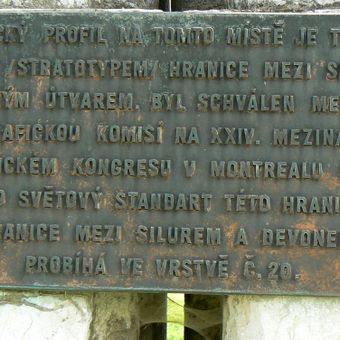 CKÝ PROFIL NA TOMTO MÍSTĚ JE T
/STRATOTYPEM/ HRANICE MEZI S
ÝM ÚTVAREM. BYL SCHVÁLEN ME
RAFICKOU KOMISÍ NA XXIV. MEZINÁ
ICKÉM KONGRESU V MONTREALU
O SVĚTOVÝ STANDART TÉTO HRANI
ANICE MEZI SILUREM A DEVONE
PROBÍHÁ VE VRSTVĚ Č. 20.